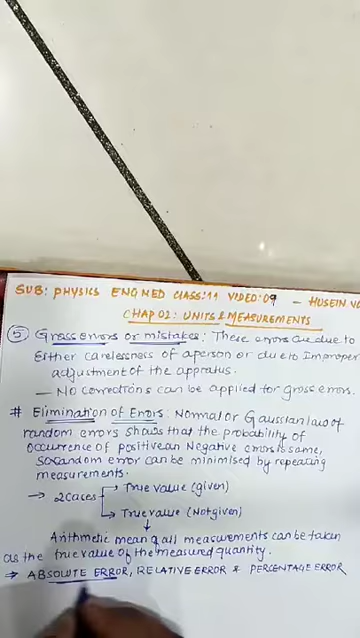 SUB: PHYSICS ENG MED CLASS:11 VIDEO:09 - HUSEIN
CHAP 02: UNITS & MEASUREMENTS
⑤ Gross errors or mistakes: These errors are due to
Either carelessness of a person or due to Improper
adjustment of the apparatus.
— No corrections can be applied for gross errors.
# Elimination of Errors: Normal or Gaussian law of
random errors shows that the probability of
occurrence of positive an Negative errors is same,
so random error can be minimised by repeating
measurements.
→ 2 cases → True value (given)
→ True value (Not given)
Arithmetic mean of all measurements can be taken
as the true value of the measured quantity.
⇒ ABSOLUTE ERROR, RELATIVE ERROR & PERCENTAGE ERROR